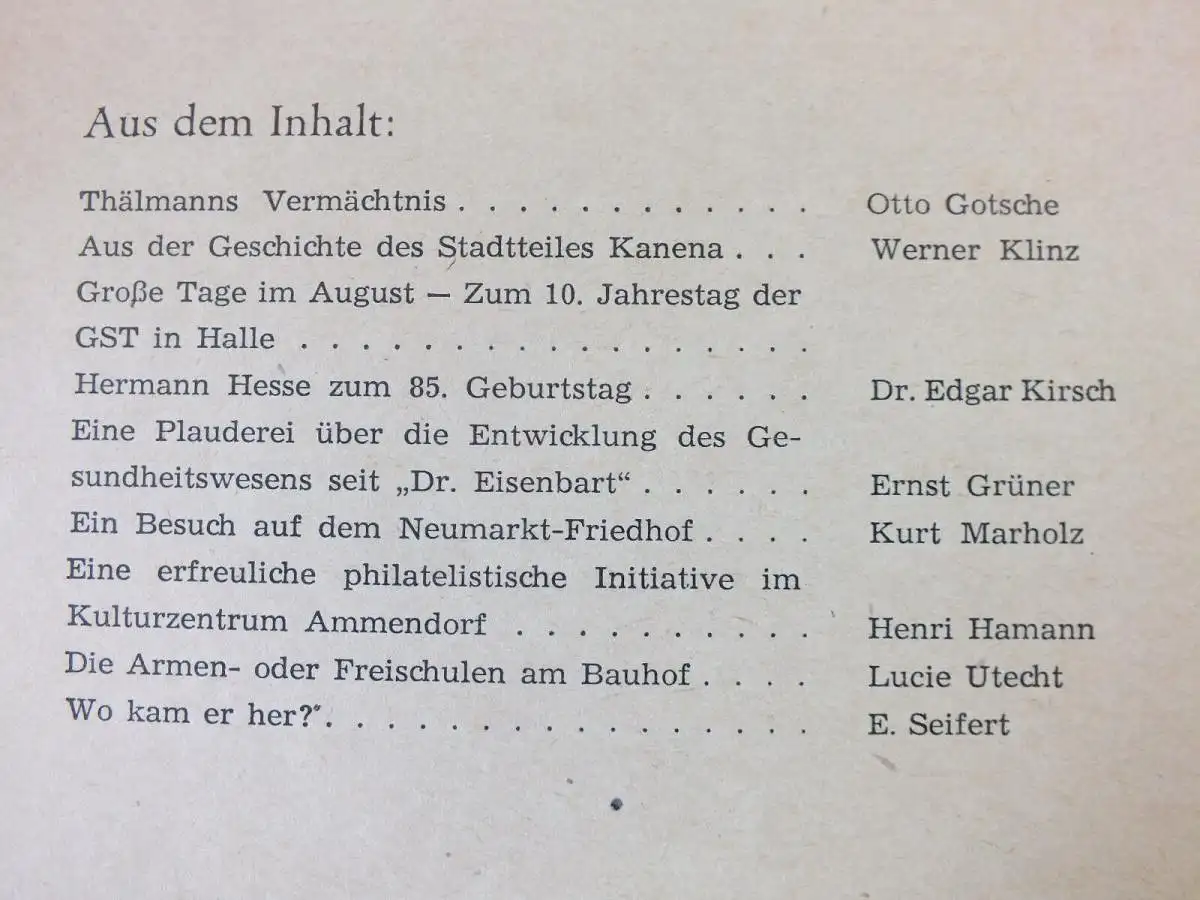 Aus dem Inhalt:
Thälmanns Vermächtnis . . . . . . . . . . . . Otto Gotsche
Aus der Geschichte des Stadtteiles Kanena . . . Werner Klinz
Große Tage im August — Zum 10. Jahrestag der
GST in Halle . . . . . . . . . . . . . . . . .
Hermann Hesse zum 85. Geburtstag . . . . . . Dr. Edgar Kirsch
Eine Plauderei über die Entwicklung des Ge-
sundheitswesens seit „Dr. Eisenbart“ . . . . . . Ernst Grüner
Ein Besuch auf dem Neumarkt-Friedhof . . . . Kurt Marholz
Eine erfreuliche philatelistische Initiative im
Kulturzentrum Ammendorf . . . . . . . . . . Henri Hamann
Die Armen- oder Freischulen am Bauhof . . . . Lucie Utecht
Wo kam er her? . . . . . . . . . . . . . . . . E. Seifert